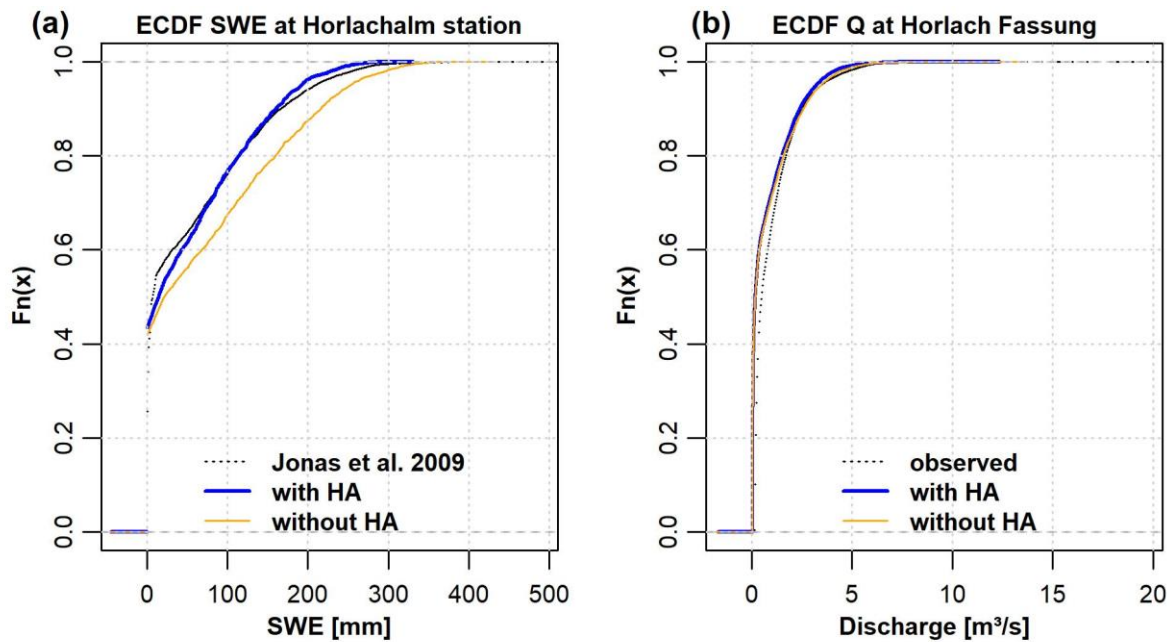 (a) ECDF SWE at Horlachalm station
Fn(x)
1.0
0.8
0.6
0.4
0.2
0.0
Jonas et al. 2009
with HA
without HA
0 100 200 300 400 500
SWE [mm]
(b) ECDF Q at Horlach Fassung
Fn(x)
1.0
0.8
0.6
0.4
0.2
0.0
observed
with HA
without HA
0 5 10 15 20
Discharge [m³/s]